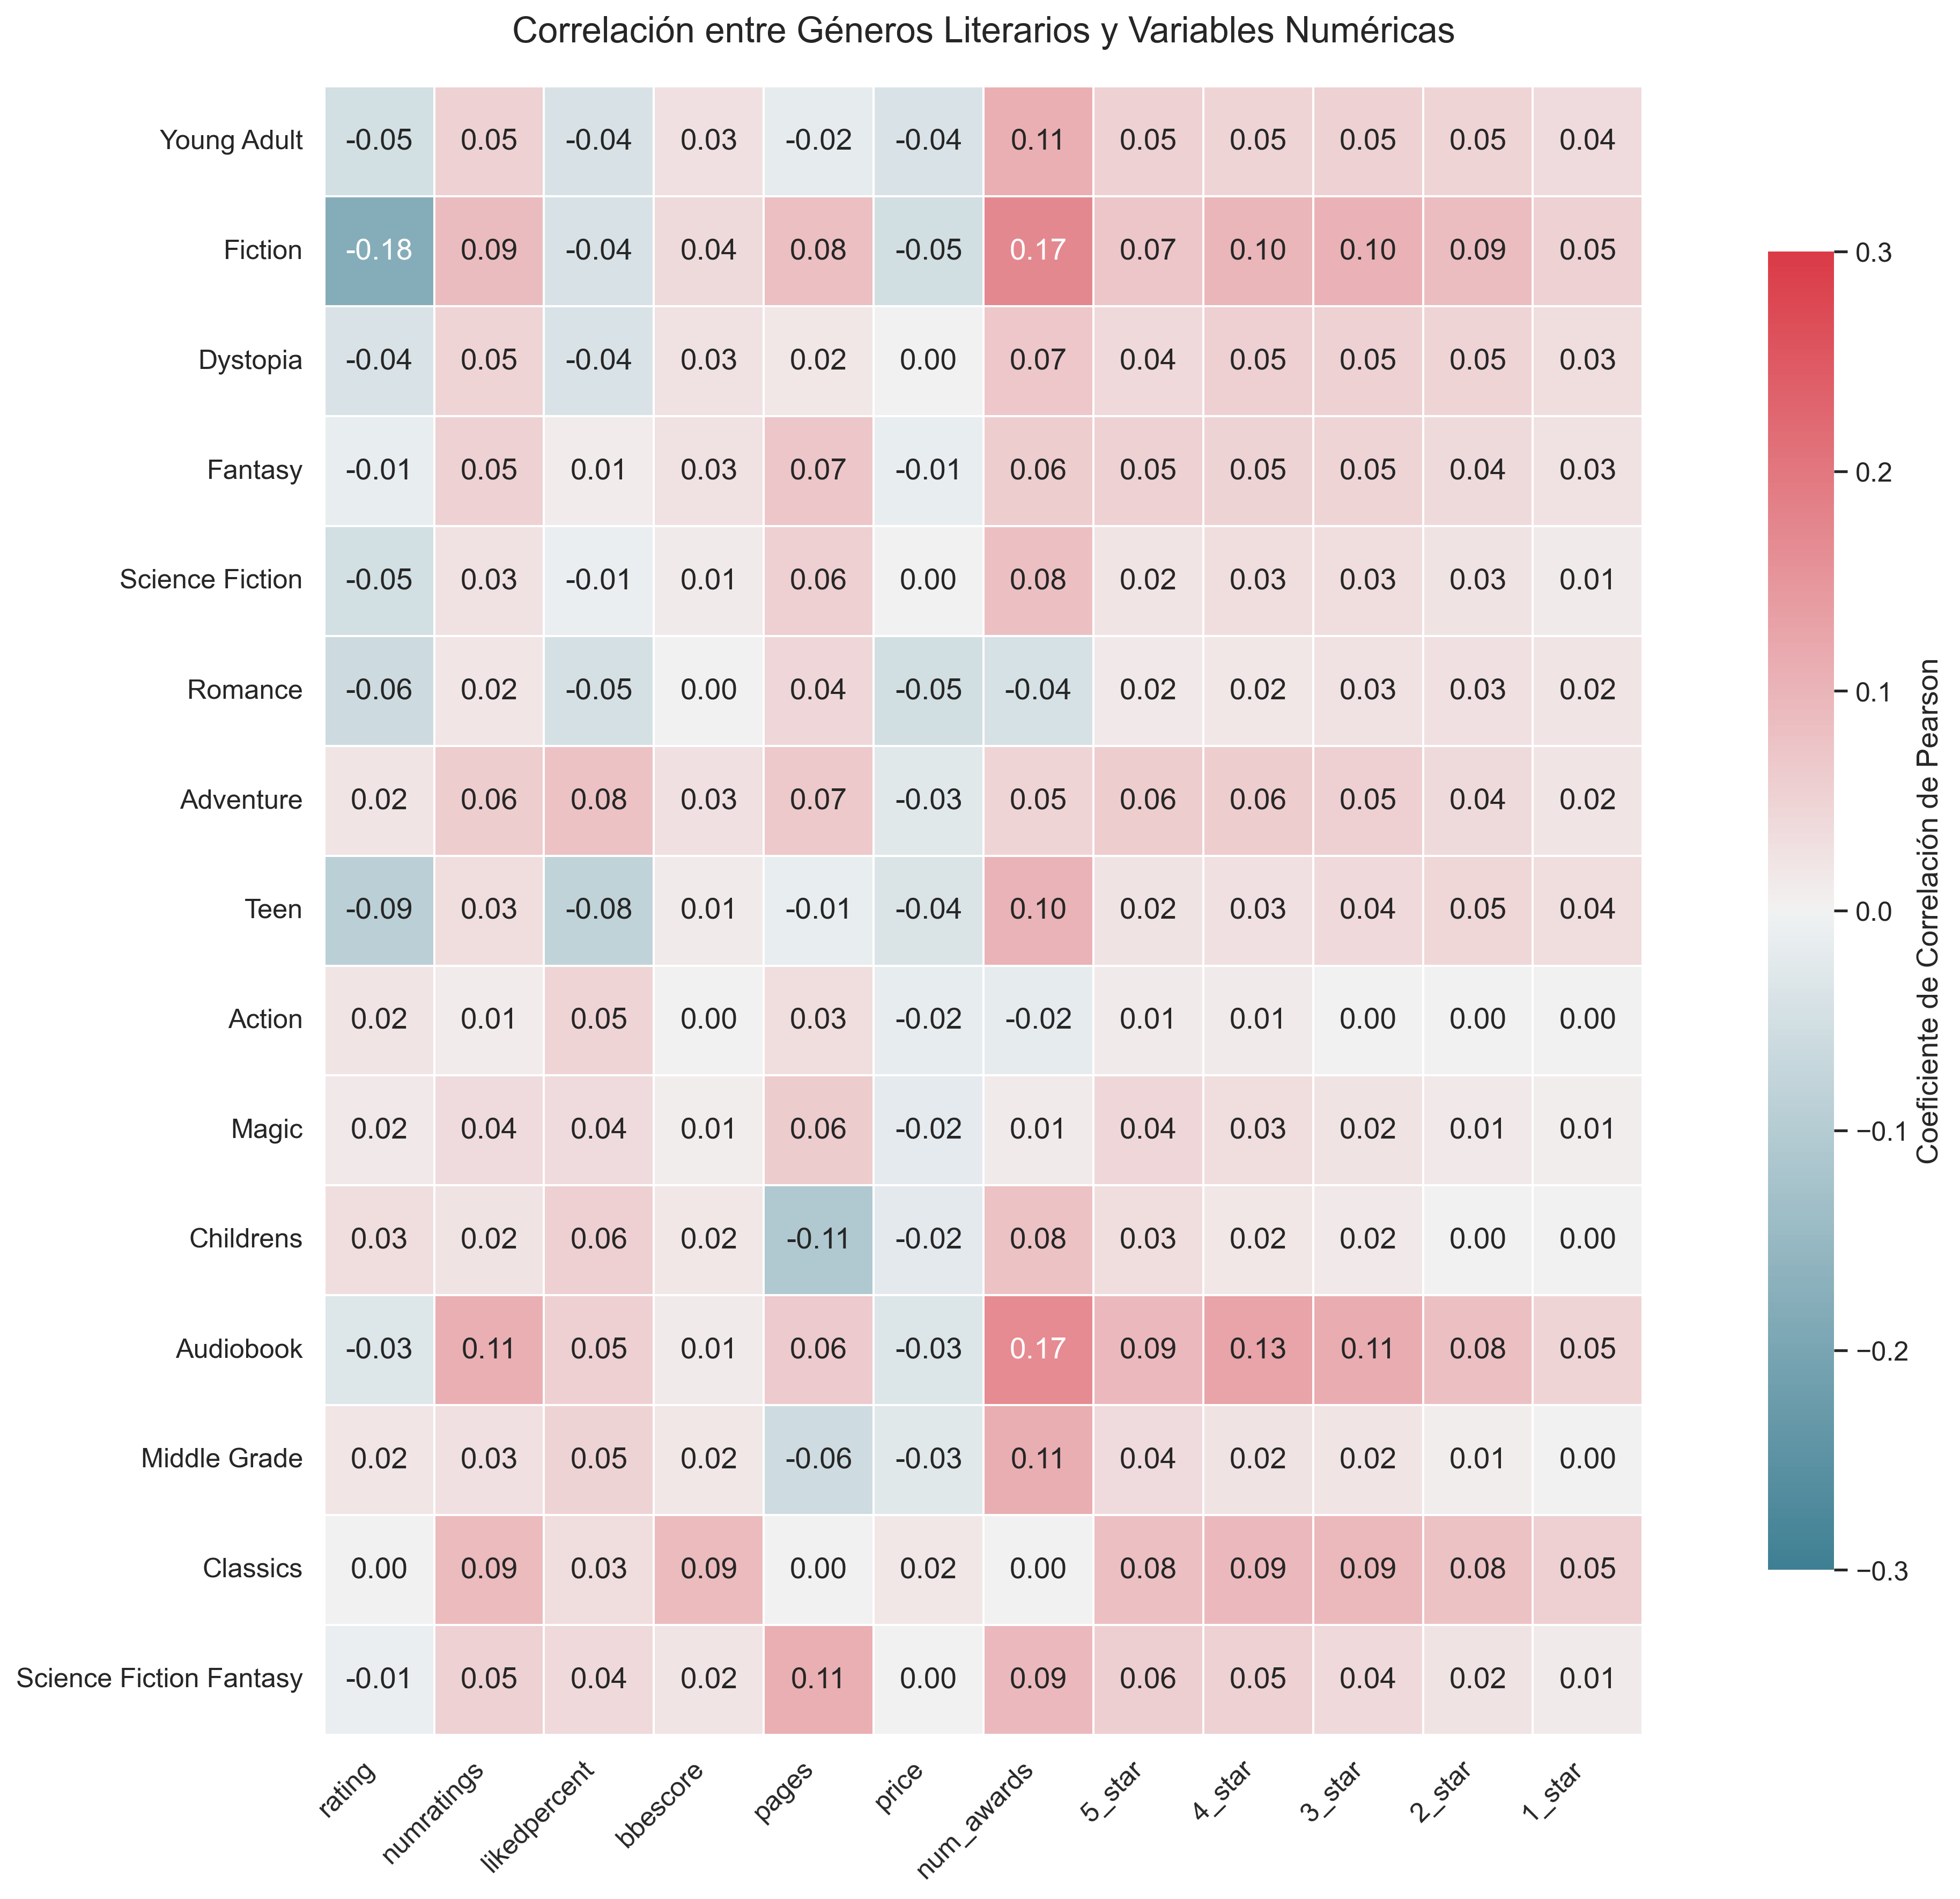 Correlación entre Géneros Literarios y Variables Numéricas
Young Adult -0.05 0.05 -0.04 0.03 -0.02 -0.04 0.11 0.05 0.05 0.05 0.05 0.04
Fiction -0.18 0.09 -0.04 0.04 0.08 -0.05 0.17 0.07 0.10 0.10 0.09 0.05
Dystopia -0.04 0.05 -0.04 0.03 0.02 0.00 0.07 0.04 0.05 0.05 0.05 0.03
Fantasy -0.01 0.05 0.01 0.03 0.07 -0.01 0.06 0.05 0.05 0.05 0.04 0.03
Science Fiction -0.05 0.03 -0.01 0.01 0.06 0.00 0.08 0.02 0.03 0.03 0.03 0.01
Romance -0.06 0.02 -0.05 0.00 0.04 -0.05 -0.04 0.02 0.02 0.03 0.03 0.02
Adventure 0.02 0.06 0.08 0.03 0.07 -0.03 0.05 0.06 0.06 0.05 0.04 0.02
Teen -0.09 0.03 -0.08 0.01 -0.01 -0.04 0.10 0.02 0.03 0.04 0.05 0.04
Action 0.02 0.01 0.05 0.00 0.03 -0.02 -0.02 0.01 0.01 0.00 0.00 0.00
Magic 0.02 0.04 0.04 0.01 0.06 -0.02 0.01 0.04 0.03 0.02 0.01 0.01
Childrens 0.03 0.02 0.06 0.02 -0.11 -0.02 0.08 0.03 0.02 0.02 0.00 0.00
Audiobook -0.03 0.11 0.05 0.01 0.06 -0.03 0.17 0.09 0.13 0.11 0.08 0.05
Middle Grade 0.02 0.03 0.05 0.02 -0.06 -0.03 0.11 0.04 0.02 0.02 0.01 0.00
Classics 0.00 0.09 0.03 0.09 0.00 0.02 0.00 0.08 0.09 0.09 0.08 0.05
Science Fiction Fantasy -0.01 0.05 0.04 0.02 0.11 0.00 0.09 0.06 0.05 0.04 0.02 0.01
rating numratings likedpercent bbescore pages price num_awards 5_star 4_star 3_star 2_star 1_star
0.3
0.2
0.1
0.0
−0.1
−0.2
−0.3
Coeficiente de Correlación de Pearson